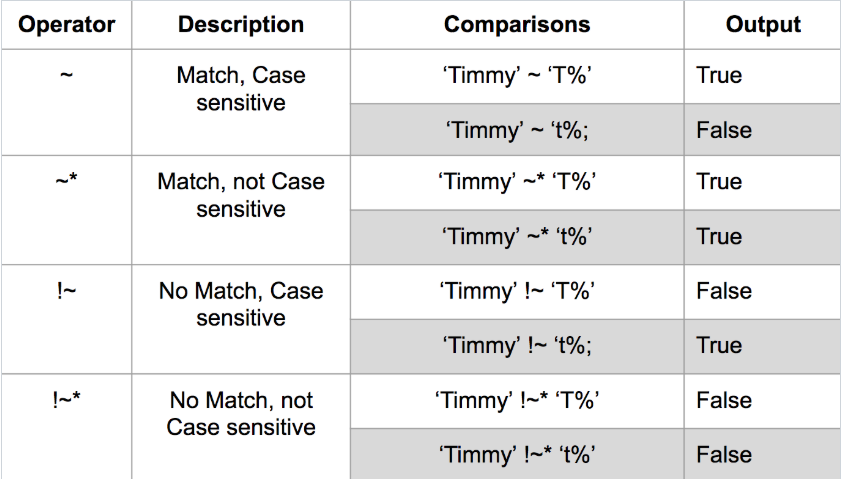 Operator Description Comparisons Output
~ Match, Case sensitive ‘Timmy’ ~ ‘T%’ True
‘Timmy’ ~ ‘t%; False
~* Match, not Case sensitive ‘Timmy’ ~* ‘T%’ True
‘Timmy’ ~* ‘t%’ True
!~ No Match, Case sensitive ‘Timmy’ !~ ‘T%’ False
‘Timmy’ !~ ‘t%; True
!~* No Match, not Case sensitive ‘Timmy’ !~* ‘T%’ False
‘Timmy’ !~* ‘t%’ False